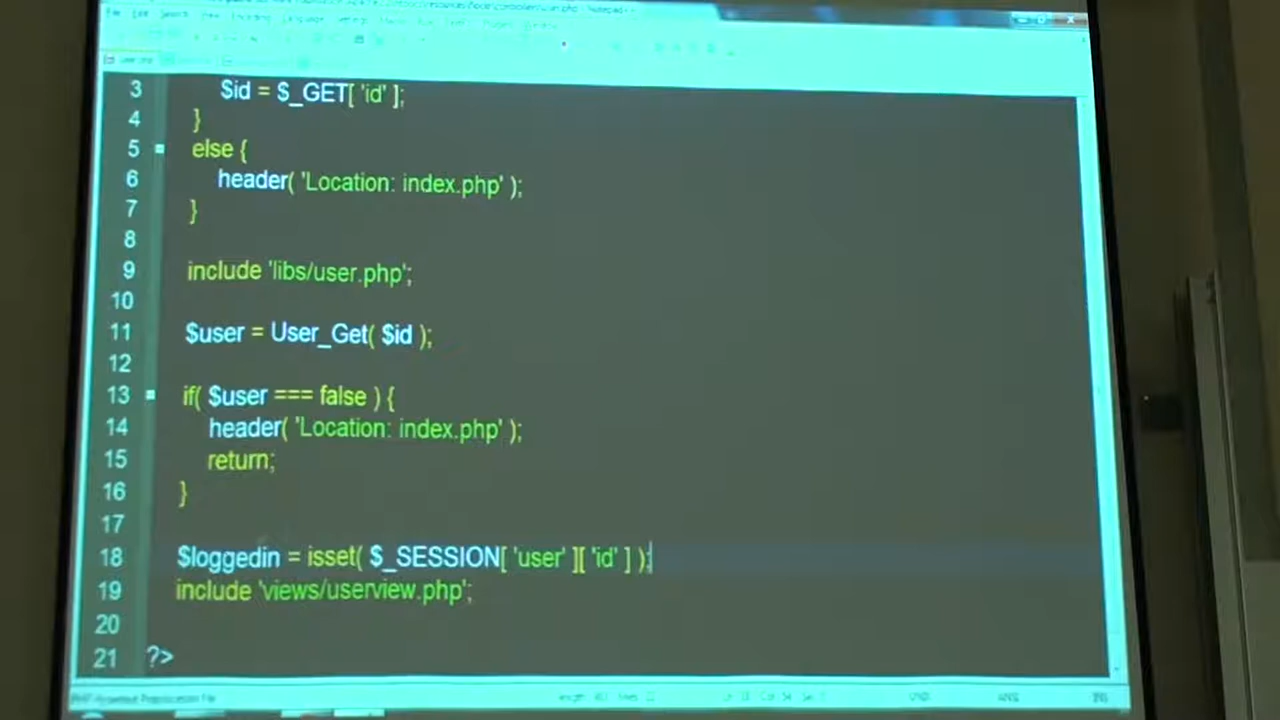 3 $id = $_GET[ 'id' ];
4 }
5 else {
6 header( 'Location: index.php' );
7 }
8
9 include 'libs/user.php';
10
11 $user = User_Get( $id );
12
13 if( $user === false ) {
14 header( 'Location: index.php' );
15 return;
16 }
17
18 $loggedin = isset( $_SESSION[ 'user' ][ 'id' ] );
19 include 'views/userview.php';
20
21 ?>